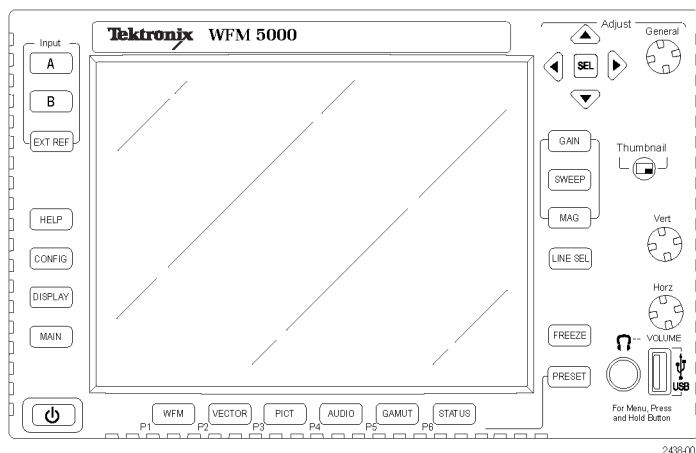 Input
A
B
EXT REF
HELP
CONFIG
DISPLAY
MAIN
Tektronix WFM 5000
WFM
VECTOR
PICT
AUDIO
GAMUT
STATUS
P1
P2
P3
P4
P5
P6
Adjust
General
SEL
GAIN
SWEEP
MAG
LINE SEL
FREEZE
PRESET
Thumbnail
Vert
Horz
VOLUME
USB
For Menu, Press
and Hold Button
2438-00